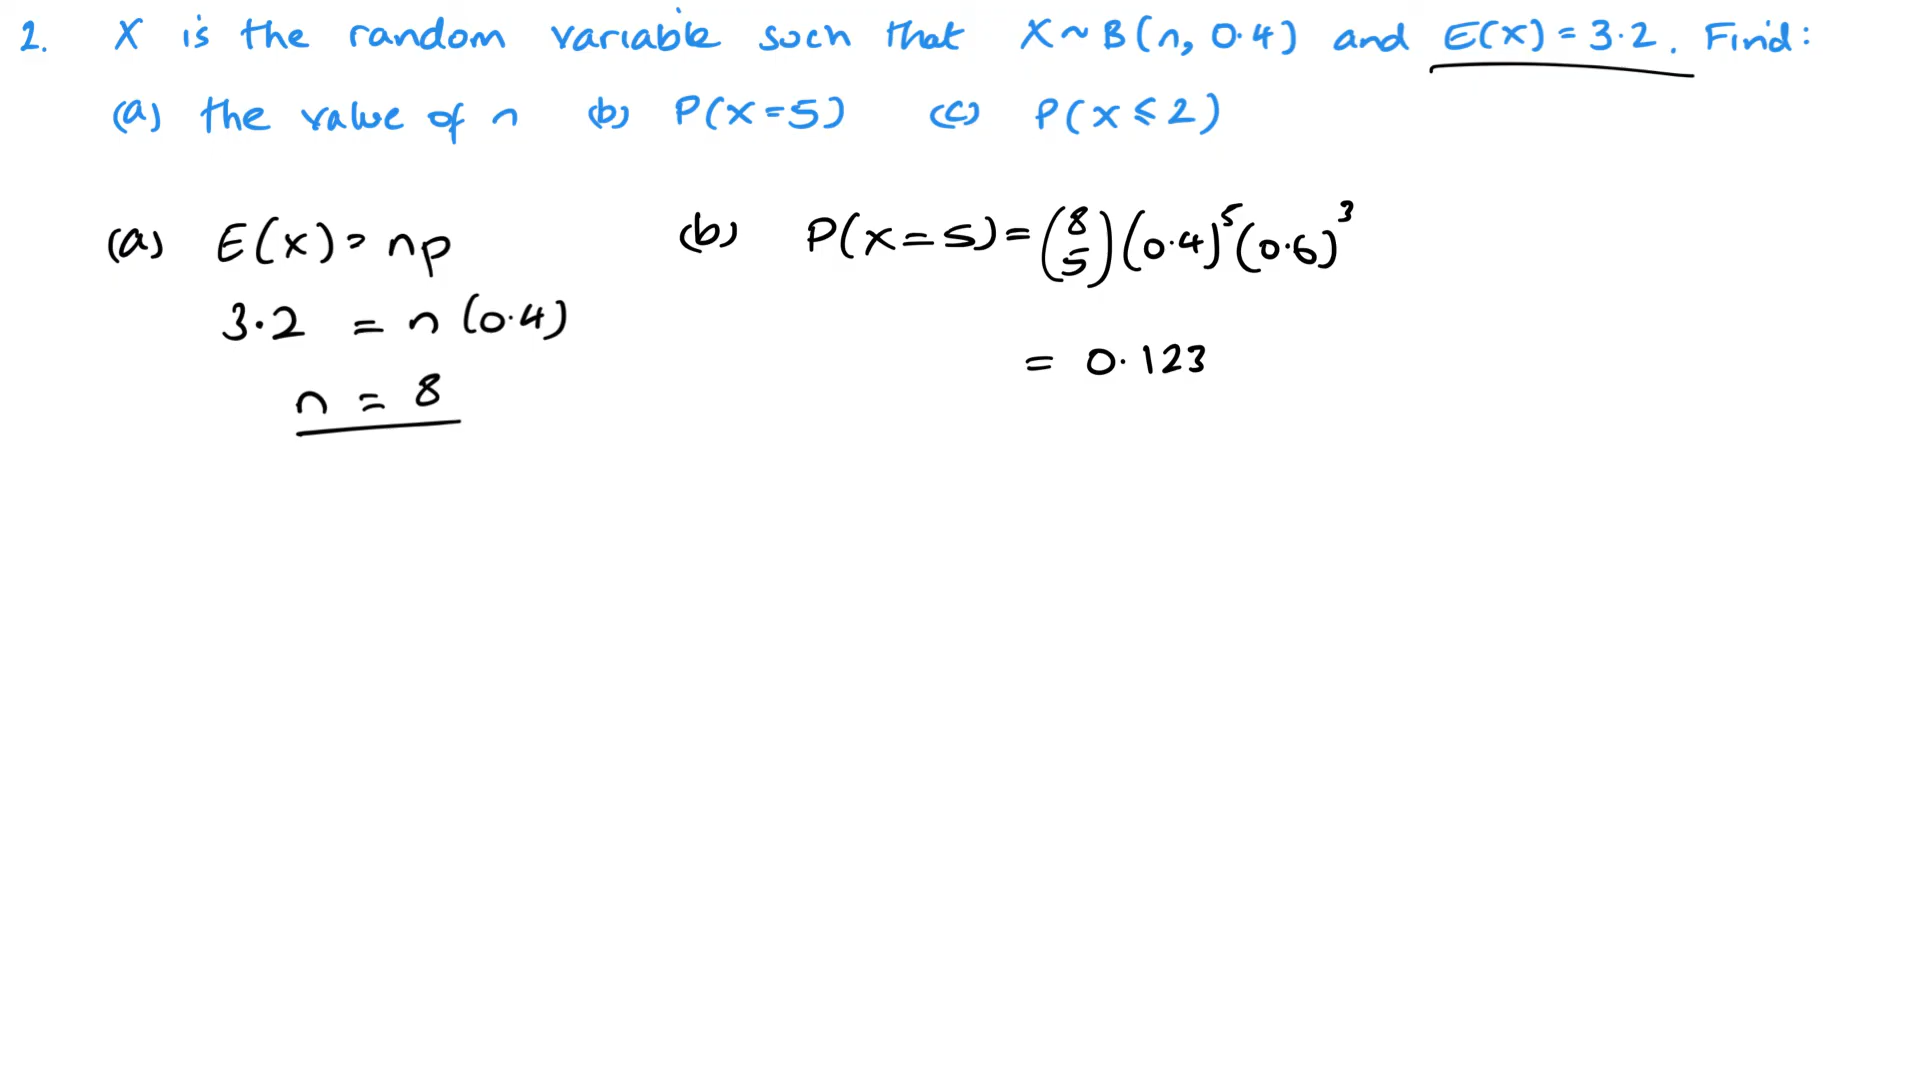 2. X is the random variable such that X ~ B(n, 0.4) and E(X) = 3.2. Find:
(a) the value of n (b) P(X=5) (c) P(X ⩽ 2)
(a) E(X) = np
3.2 = n (0.4)
n = 8
(b) P(X = 5) = (8 5) (0.4)⁵ (0.6)³
= 0.123